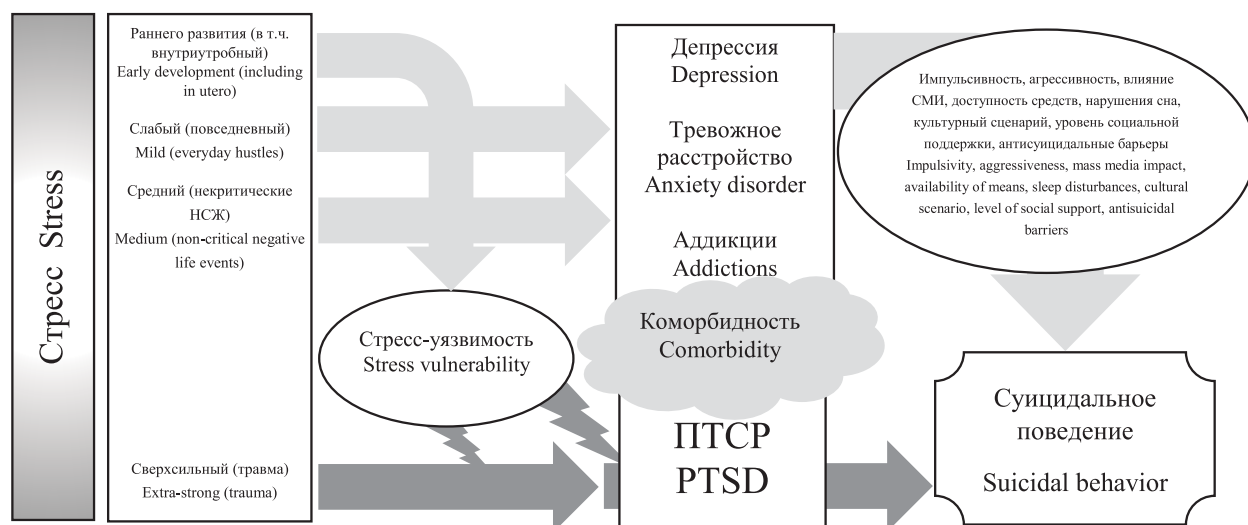 Стресс Stress
Раннего развития (в т.ч.
внутриутробный)
Early development (including
in utero)
Слабый (повседневный)
Mild (everyday hustles)
Средний (некритические
НСЖ)
Medium (non-critical negative
life events)
Сверхсильный (травма)
Extra-strong (trauma)
Стресс-уязвимость
Stress vulnerability
Депрессия
Depression
Тревожное
расстройство
Anxiety disorder
Аддикции
Addictions
Коморбидность
Comorbidity
ПТСР
PTSD
Импульсивность, агрессивность, влияние
СМИ, доступность средств, нарушения сна,
культурный сценарий, уровень социальной
поддержки, антисуицидальные барьеры
Impulsivity, aggressiveness, mass media impact,
availability of means, sleep disturbances, cultural
scenario, level of social support, antisuicidal
barriers
Суицидальное
поведение
Suicidal behavior